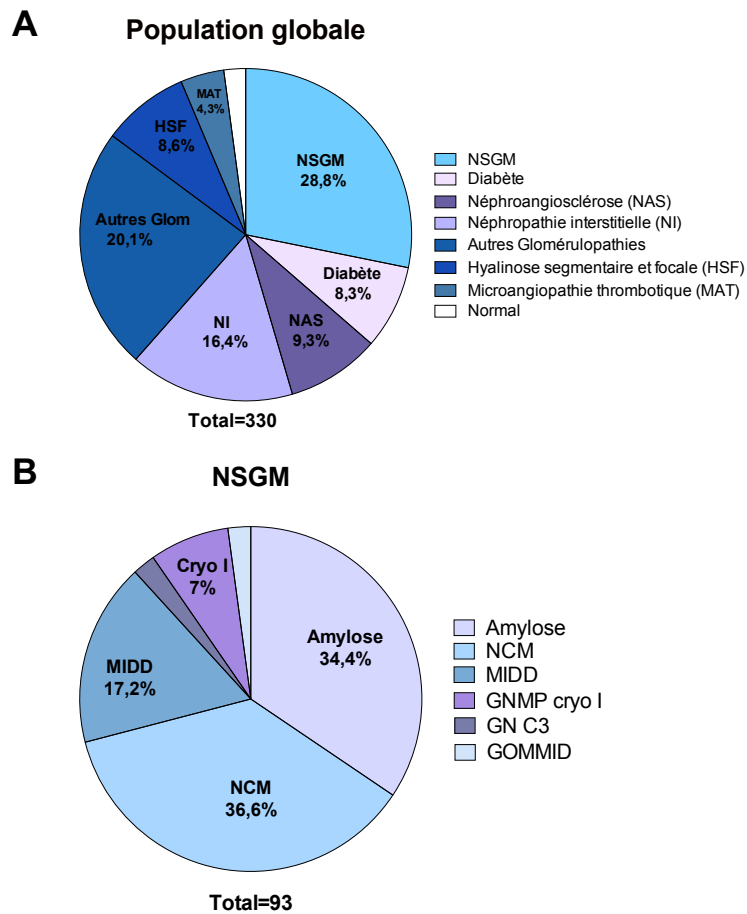 A
Population globale
MAT
4,3%
HSF
8,6%
NSGM
28,8%
Autres Glom
20,1%
Diabète
8,3%
NI
16,4%
NAS
9,3%
Total=330
NSGM
Diabète
Néphroangiosclérose (NAS)
Néphropathie interstitielle (NI)
Autres Glomérulopathies
Hyalinose segmentaire et focale (HSF)
Microangiopathie thrombotique (MAT)
Normal
B
NSGM
Cryo I
7%
Amylose
34,4%
MIDD
17,2%
NCM
36,6%
Total=93
Amylose
NCM
MIDD
GNMP cryo I
GN C3
GOMMID